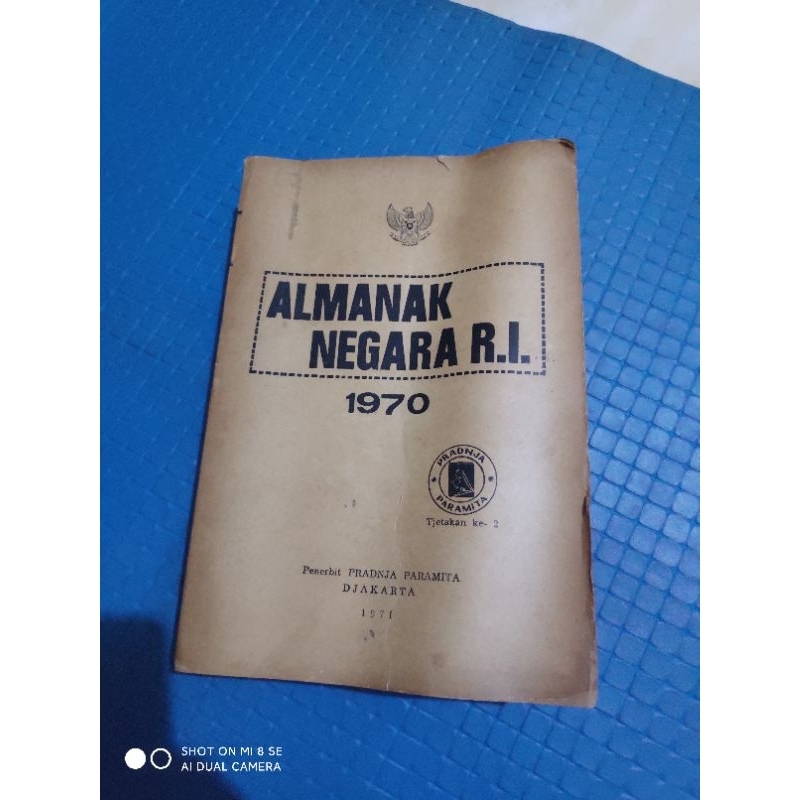 ALMANAK
NEGARA R.I.
1970
PRADNJA
PARAMITA
Tjetakan ke- 2
Penerbit PRADNJA PARAMITA
DJAKARTA
1971
SHOT ON MI 8 SE
AI DUAL CAMERA